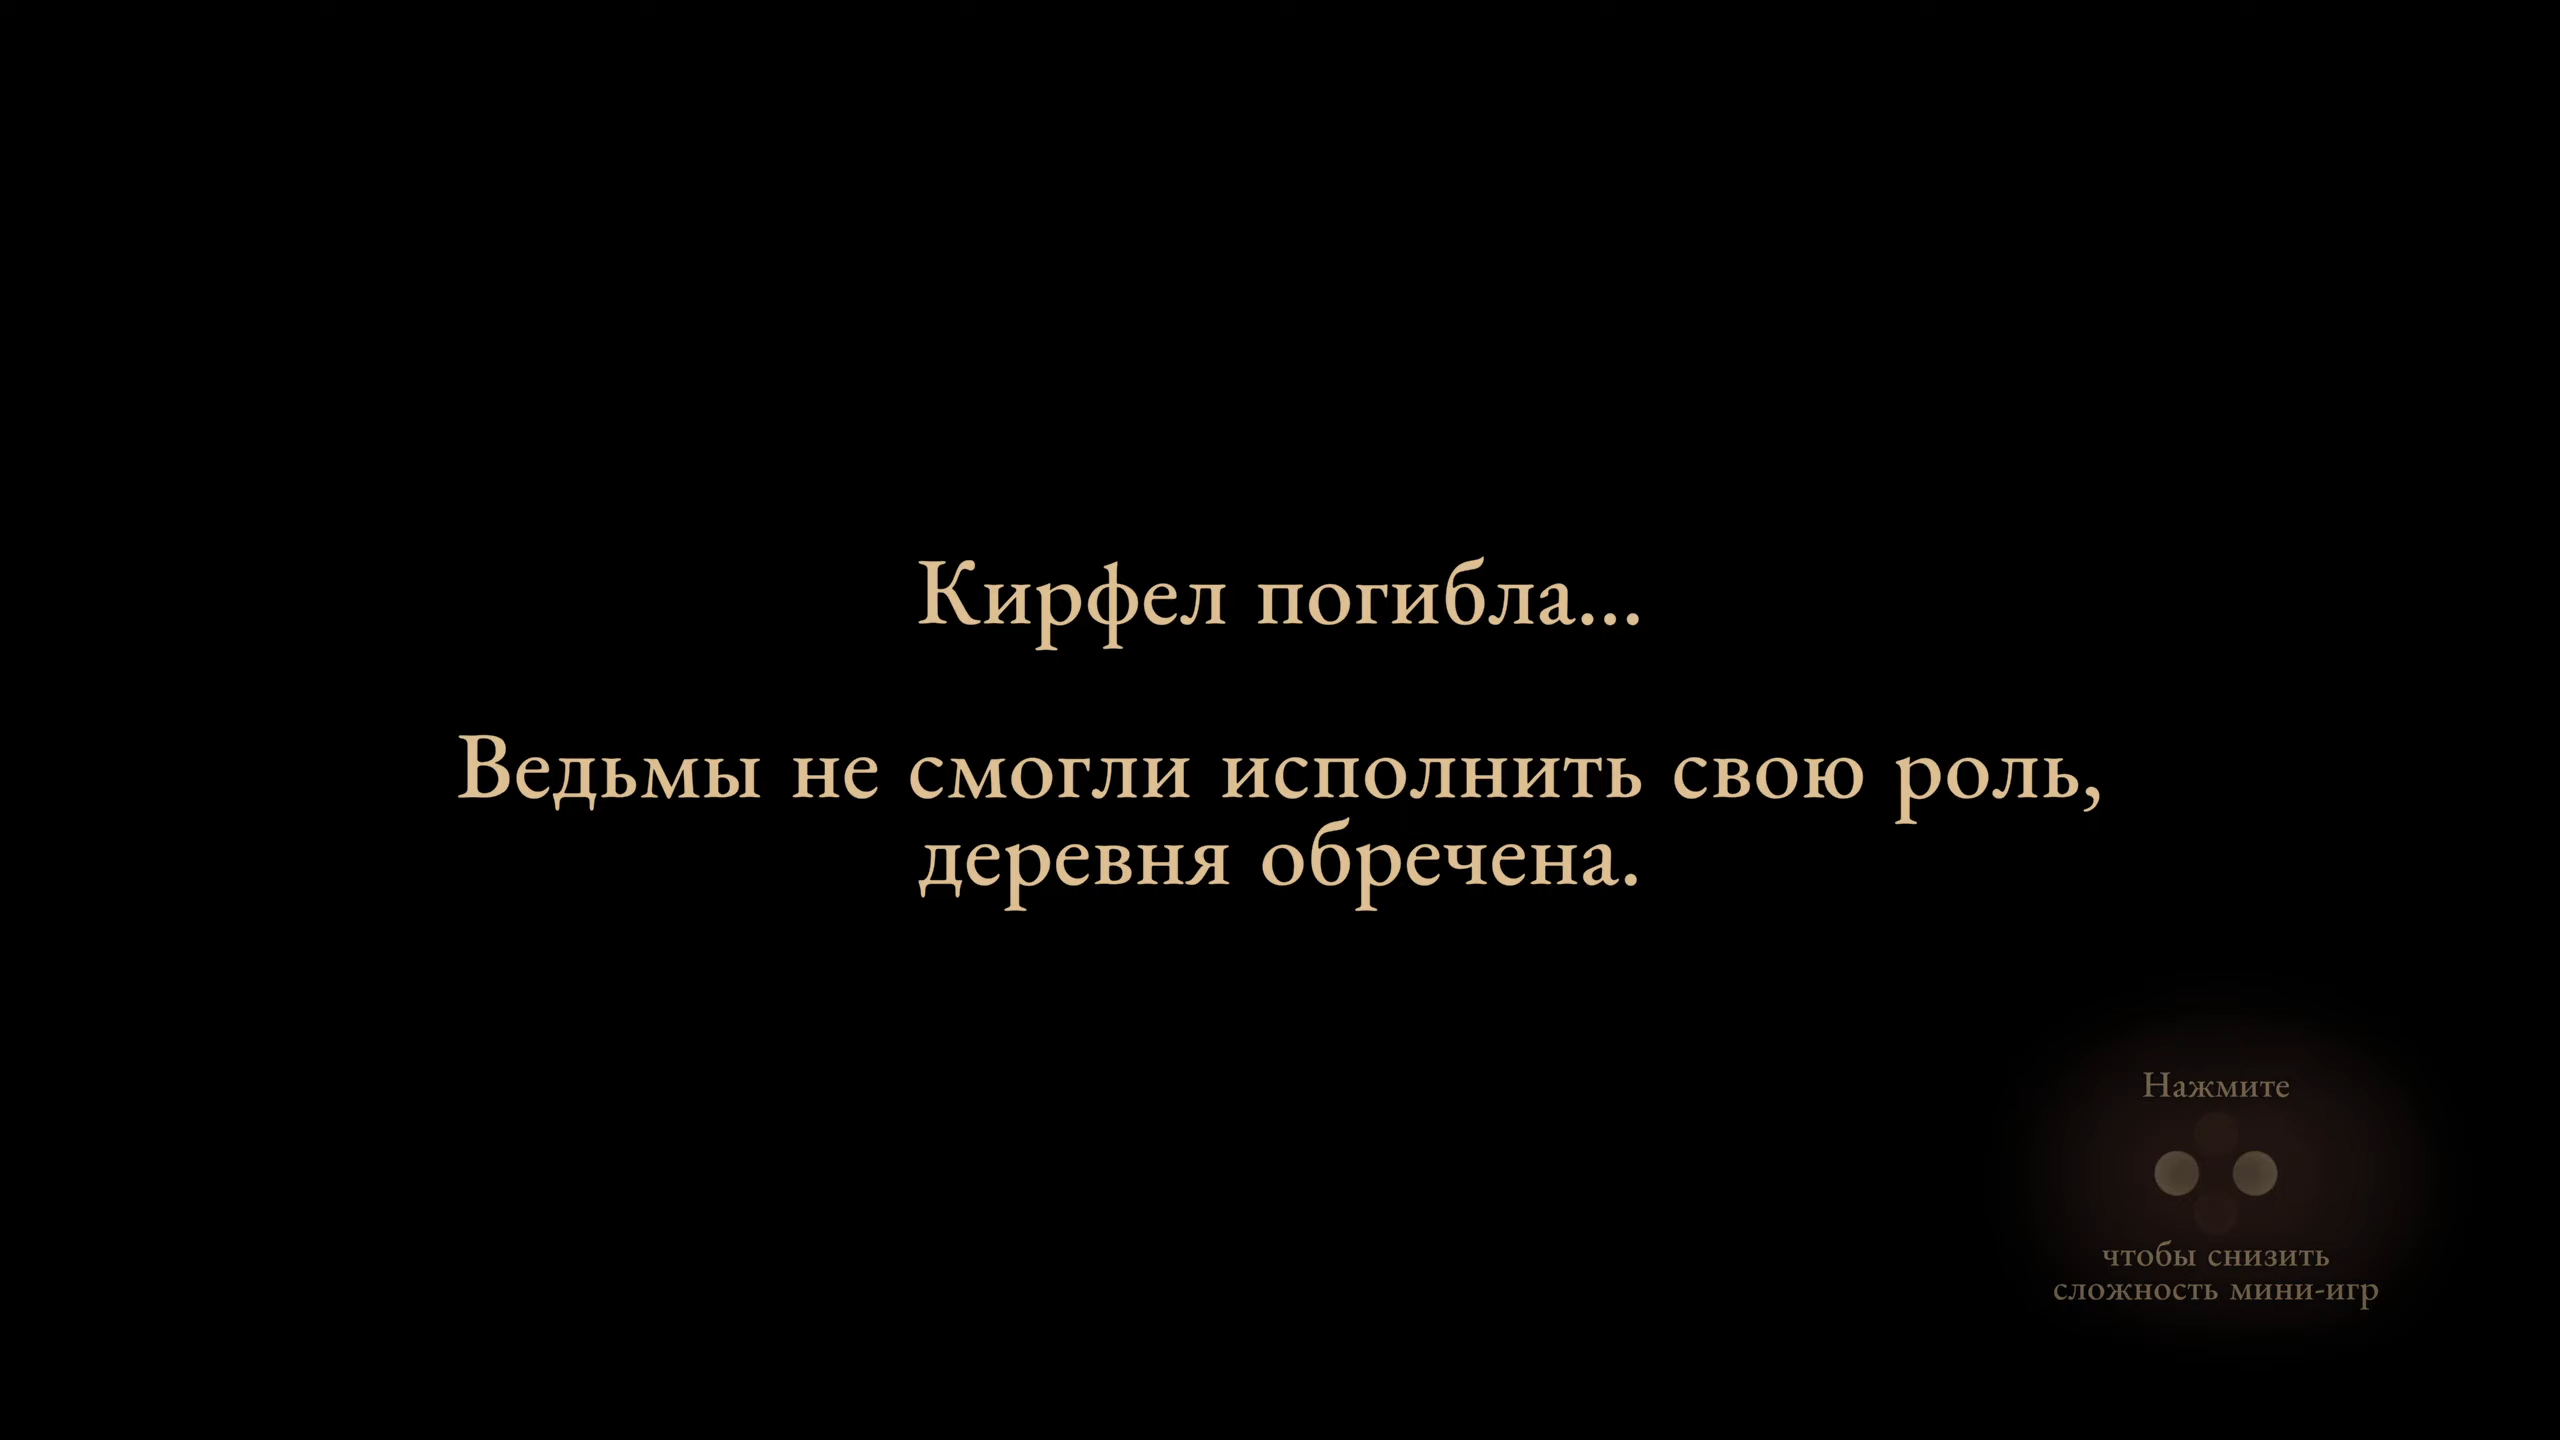 Кирфел погибла...
Ведьмы не смогли исполнить свою роль,
деревня обречена.
Нажмите
чтобы снизить
сложность мини-игр